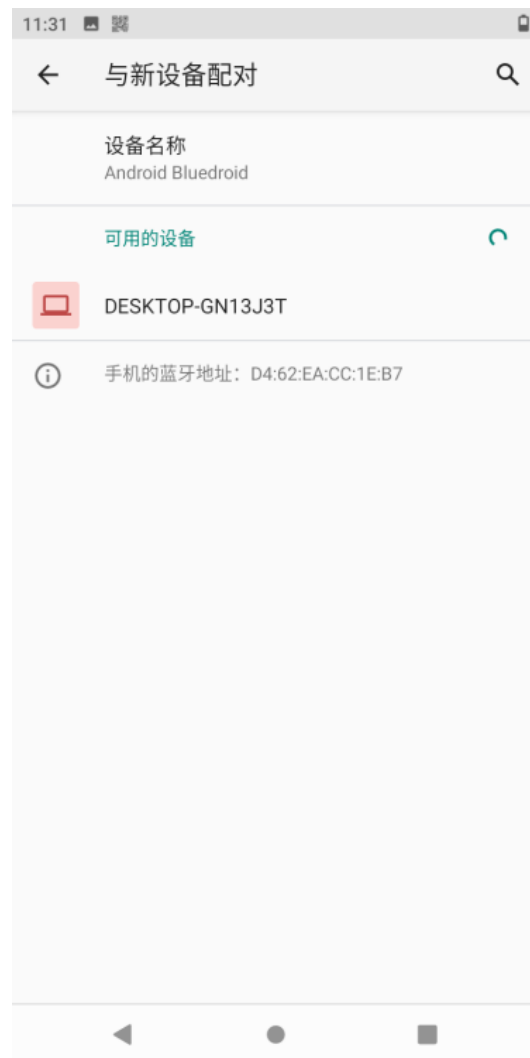 11:31
与新设备配对
设备名称
Android Bluedroid
可用的设备
DESKTOP-GN13J3T
手机的蓝牙地址：D4:62:EA:CC:1E:B7